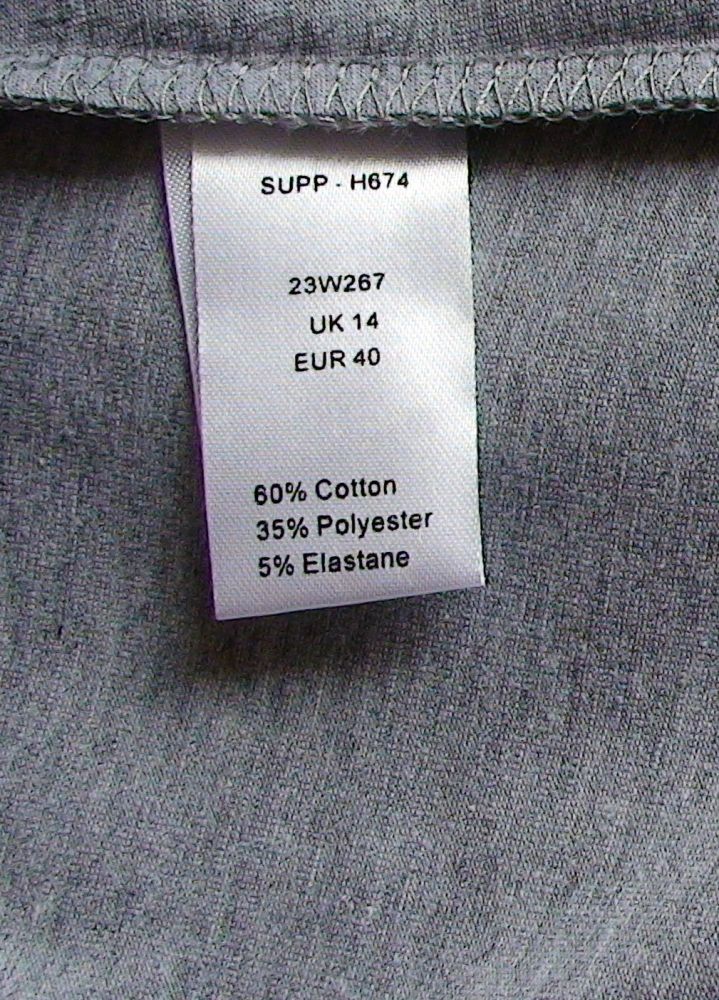 SUPP - H674
23W267
UK 14
EUR 40
60% Cotton
35% Polyester
5% Elastane